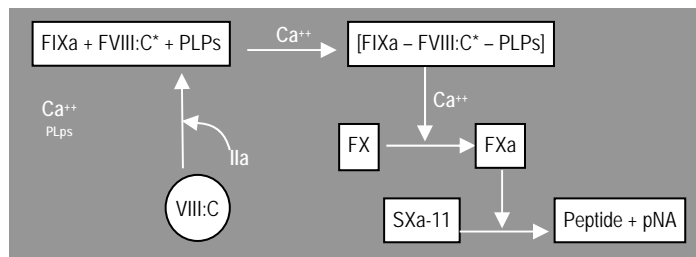 FIXa + FVIII:C* + PLPs
Ca++
[FIXa – FVIII:C* – PLPs]
Ca++
PLps
Ca++
IIa
FX
FXa
VIII:C
SXa-11
Peptide + pNA